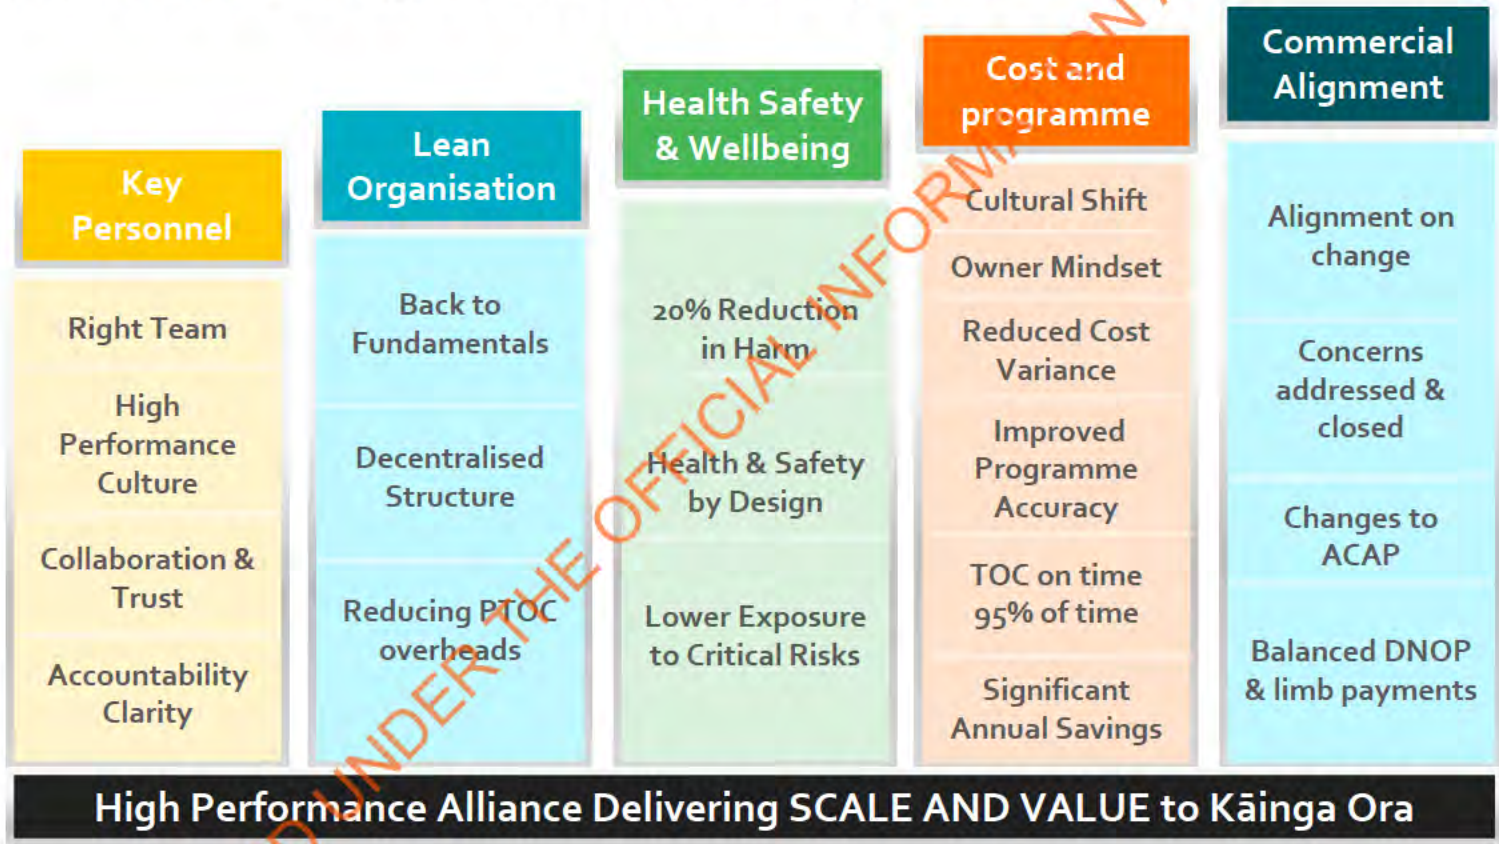 Key
Personnel
Right Team
High
Performance
Culture
Collaboration &
Trust
Accountability
Clarity
Lean
Organisation
Back to
Fundamentals
Decentralised
Structure
Reducing PTOC
overheads
Health Safety
& Wellbeing
20% Reduction
in Harm
Health & Safety
by Design
Lower Exposure
to Critical Risks
Cost and
programme
Cultural Shift
Owner Mindset
Reduced Cost
Variance
Improved
Programme
Accuracy
TOC on time
95% of time
Significant
Annual Savings
Commercial
Alignment
Alignment on
change
Concerns
addressed &
closed
Changes to
ACAP
Balanced DNOP
& limb payments
High Performance Alliance Delivering SCALE AND VALUE to Kāinga Ora
UNDER THE OFFICIAL